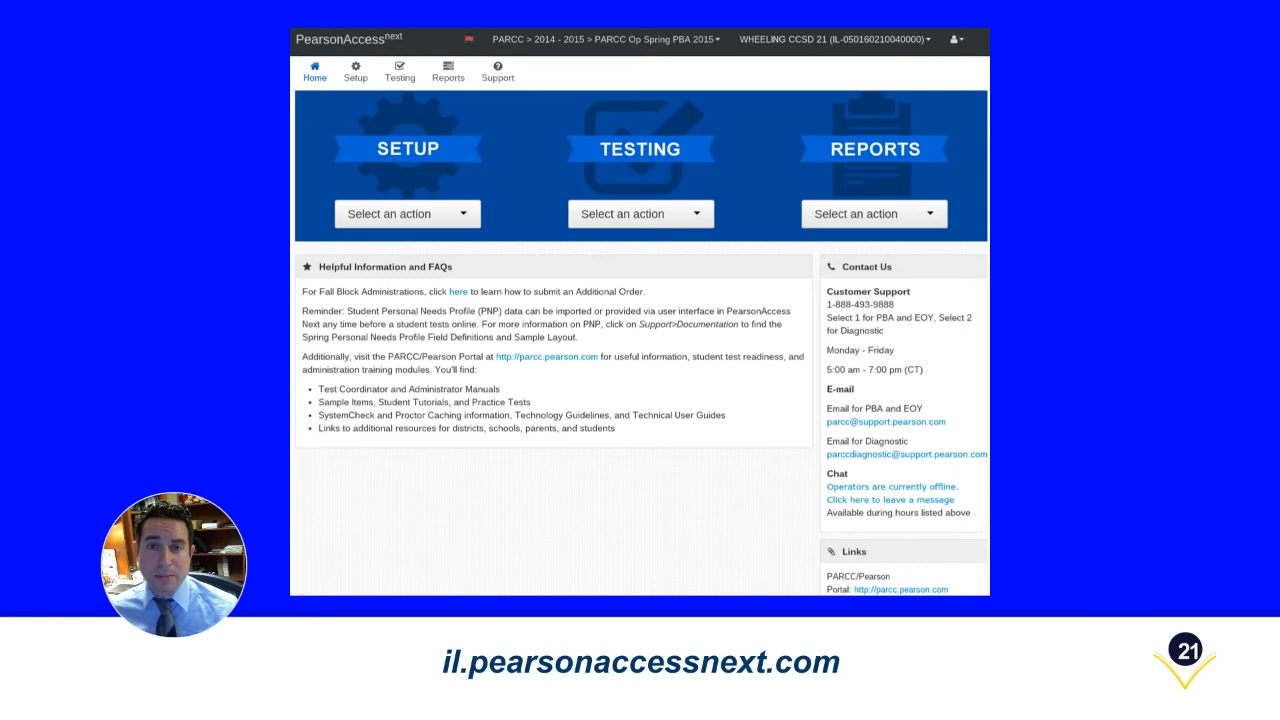 PearsonAccessnext
PARCC > 2014 - 2015 > PARCC Op Spring PBA 2015
WHEELING CCSD 21 (IL-050160210040000)
Home
Setup
Testing
Reports
Support
SETUP
TESTING
REPORTS
Select an action
Select an action
Select an action
Helpful Information and FAQs
For Fall Block Administrations, click here to learn how to submit an Additional Order.
Reminder: Student Personal Needs Profile (PNP) data can be imported or provided via user interface in PearsonAccess
Next any time before a student tests online. For more information on PNP, click on Support>Documentation to find the
Spring Personal Needs Profile Field Definitions and Sample Layout.
Additionally, visit the PARCC/Pearson Portal at http://parcc.pearson.com for useful information, student test readiness, and
administration training modules. You'll find:
• Test Coordinator and Administrator Manuals
• Sample Items, Student Tutorials, and Practice Tests
• SystemCheck and Proctor Caching information, Technology Guidelines, and Technical User Guides
• Links to additional resources for districts, schools, parents, and students
Contact Us
Customer Support
1-888-493-9888
Select 1 for PBA and EOY, Select 2
for Diagnostic
Monday - Friday
5:00 am - 7:00 pm (CT)
E-mail
Email for PBA and EOY
parcc@support.pearson.com
Email for Diagnostic
parccdiagnostic@support.pearson.com
Chat
Operators are currently offline.
Click here to leave a message
Available during hours listed above
Links
PARCC/Pearson
Portal: http://parcc.pearson.com
il.pearsonaccessnext.com
21